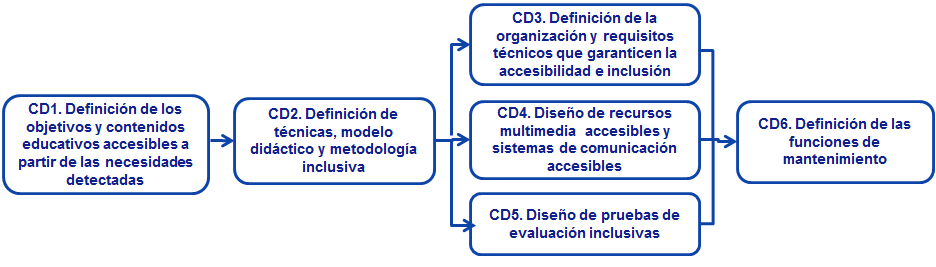 CD1. Definición de los
objetivos y contenidos
educativos accesibles a
partir de las necesidades
detectadas
CD2. Definición de
técnicas, modelo
didáctico y metodología
inclusiva
CD3. Definición de la
organización y requisitos
técnicos que garanticen la
accesibilidad e inclusión
CD4. Diseño de recursos
multimedia accesibles y
sistemas de comunicación
accesibles
CD5. Diseño de pruebas de
evaluación inclusivas
CD6. Definición de las
funciones de
mantenimiento